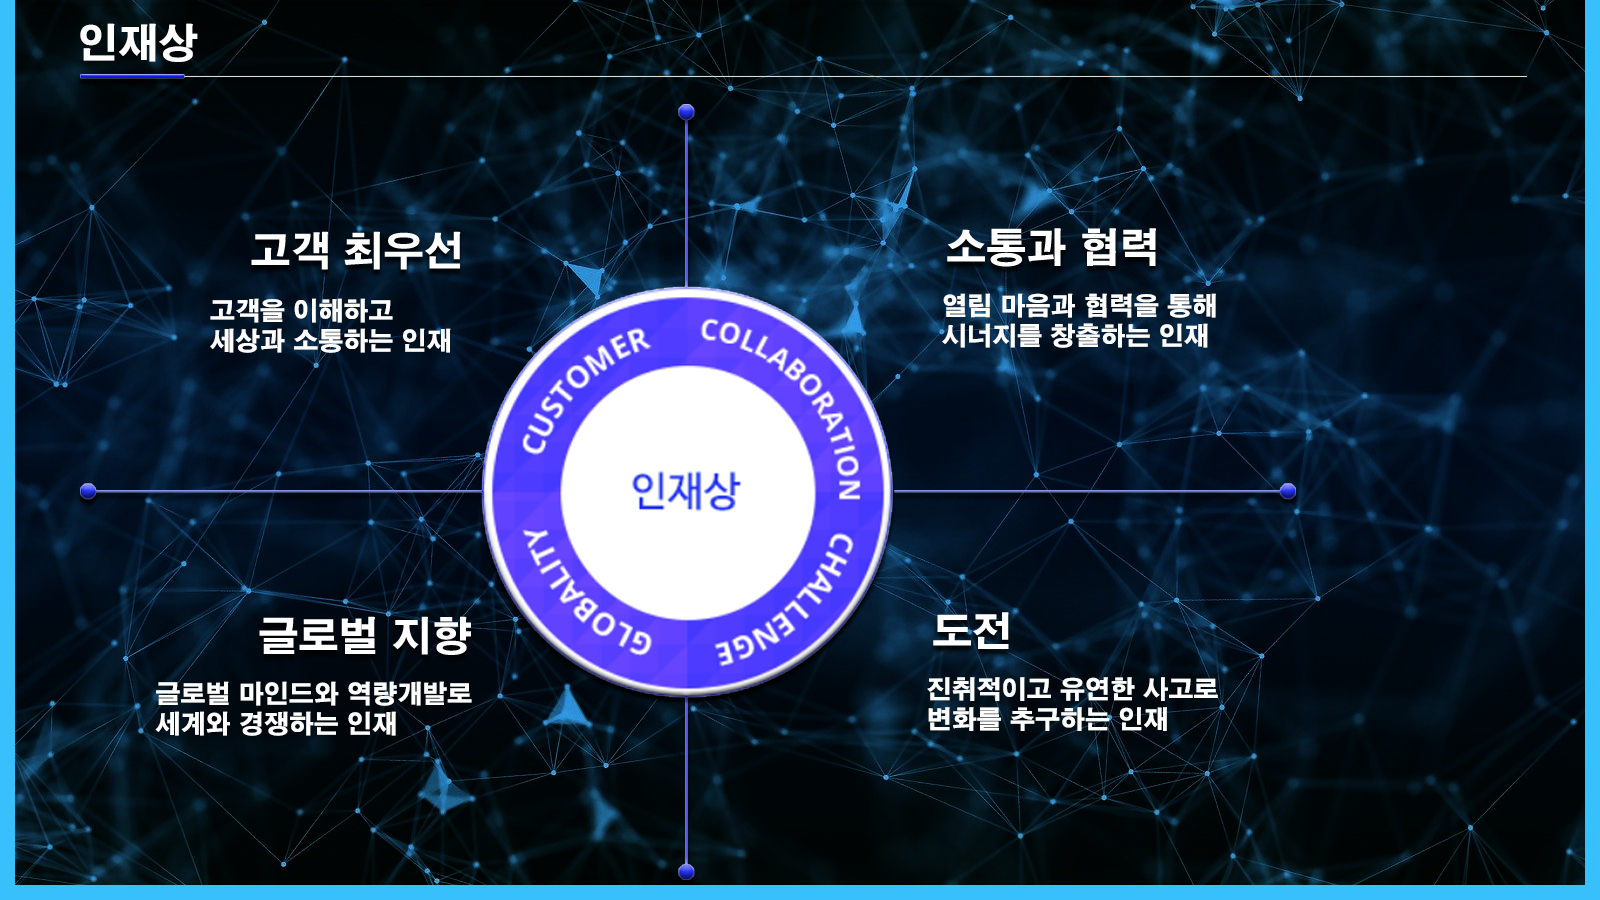 인재상
고객 최우선
고객을 이해하고
세상과 소통하는 인재
소통과 협력
열림 마음과 협력을 통해
시너지를 창출하는 인재
CUSTOMER
COLLABORATION
인재상
GLOBALITY
CHALLENGE
글로벌 지향
글로벌 마인드와 역량개발로
세계와 경쟁하는 인재
도전
진취적이고 유연한 사고로
변화를 추구하는 인재